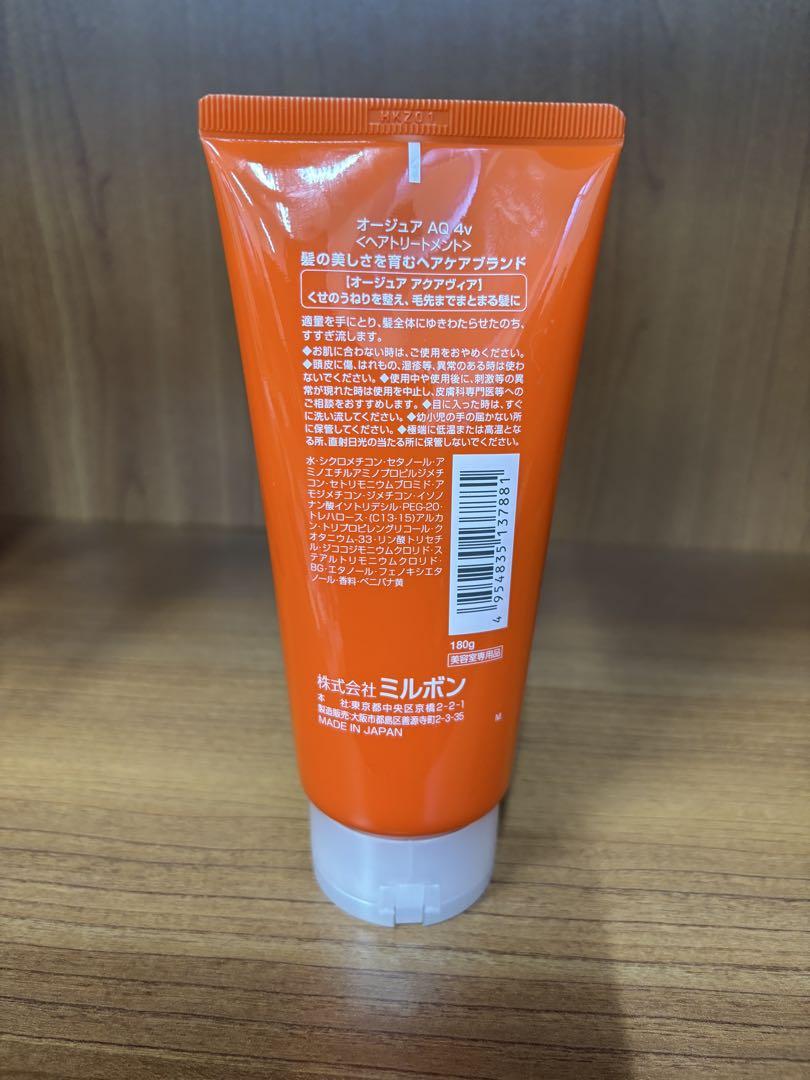 HKZ01
オージュア AQ 4v
<ヘアトリートメント>
髪の美しさを育むヘアケアブランド
【オージュア アクアヴィア】
くせのうねりを整え、毛先までまとまる髪に
適量を手にとり、髪全体にゆきわたらせたのち、
すすぎ流します。
◆お肌に合わない時は、ご使用をおやめください。
◆頭皮に傷、はれもの、湿疹等、異常のある時は使わ
ないでください。◆使用中や使用後に、刺激等の異
常が現れた時は使用を中止し、皮膚科専門医等への
ご相談をおすすめします。◆目に入った時は、すぐ
に洗い流してください。◆幼小児の手の届かない所
に保管してください。◆極端に低温または高温とな
る所、直射日光の当たる所に保管しないでください。
水・シクロメチコン・セタノール・ア
ミノエチルアミノプロピルジメチ
コン・セトリモニウムブロミド・ア
モジメチコン・ジメチコン・イソノ
ナン酸イソトリデシル・PEG-20・
トレハロース・(C13-15)アルカ
ン・トリプロピレングリコール・ク
オタニウム-33・リン酸トリセチ
ル・ジココジモニウムクロリド・ス
テアルトリモニウムクロリド・
BG・エタノール・フェノキシエタ
ノール・香料・ベニバナ黄
4 954835 137881
180g
美容室専用品
株式会社 ミルボン
本 社:東京都中央区京橋2-2-1
製造販売:大阪市都島区善源寺町2-3-35
MADE IN JAPAN
M